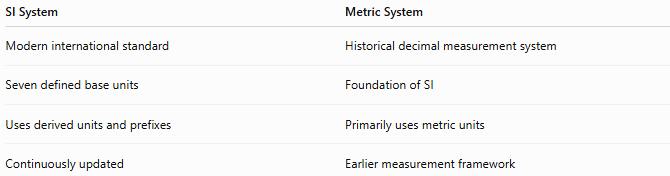 SI System Metric System
Modern international standard Historical decimal measurement system
Seven defined base units Foundation of SI
Uses derived units and prefixes Primarily uses metric units
Continuously updated Earlier measurement framework